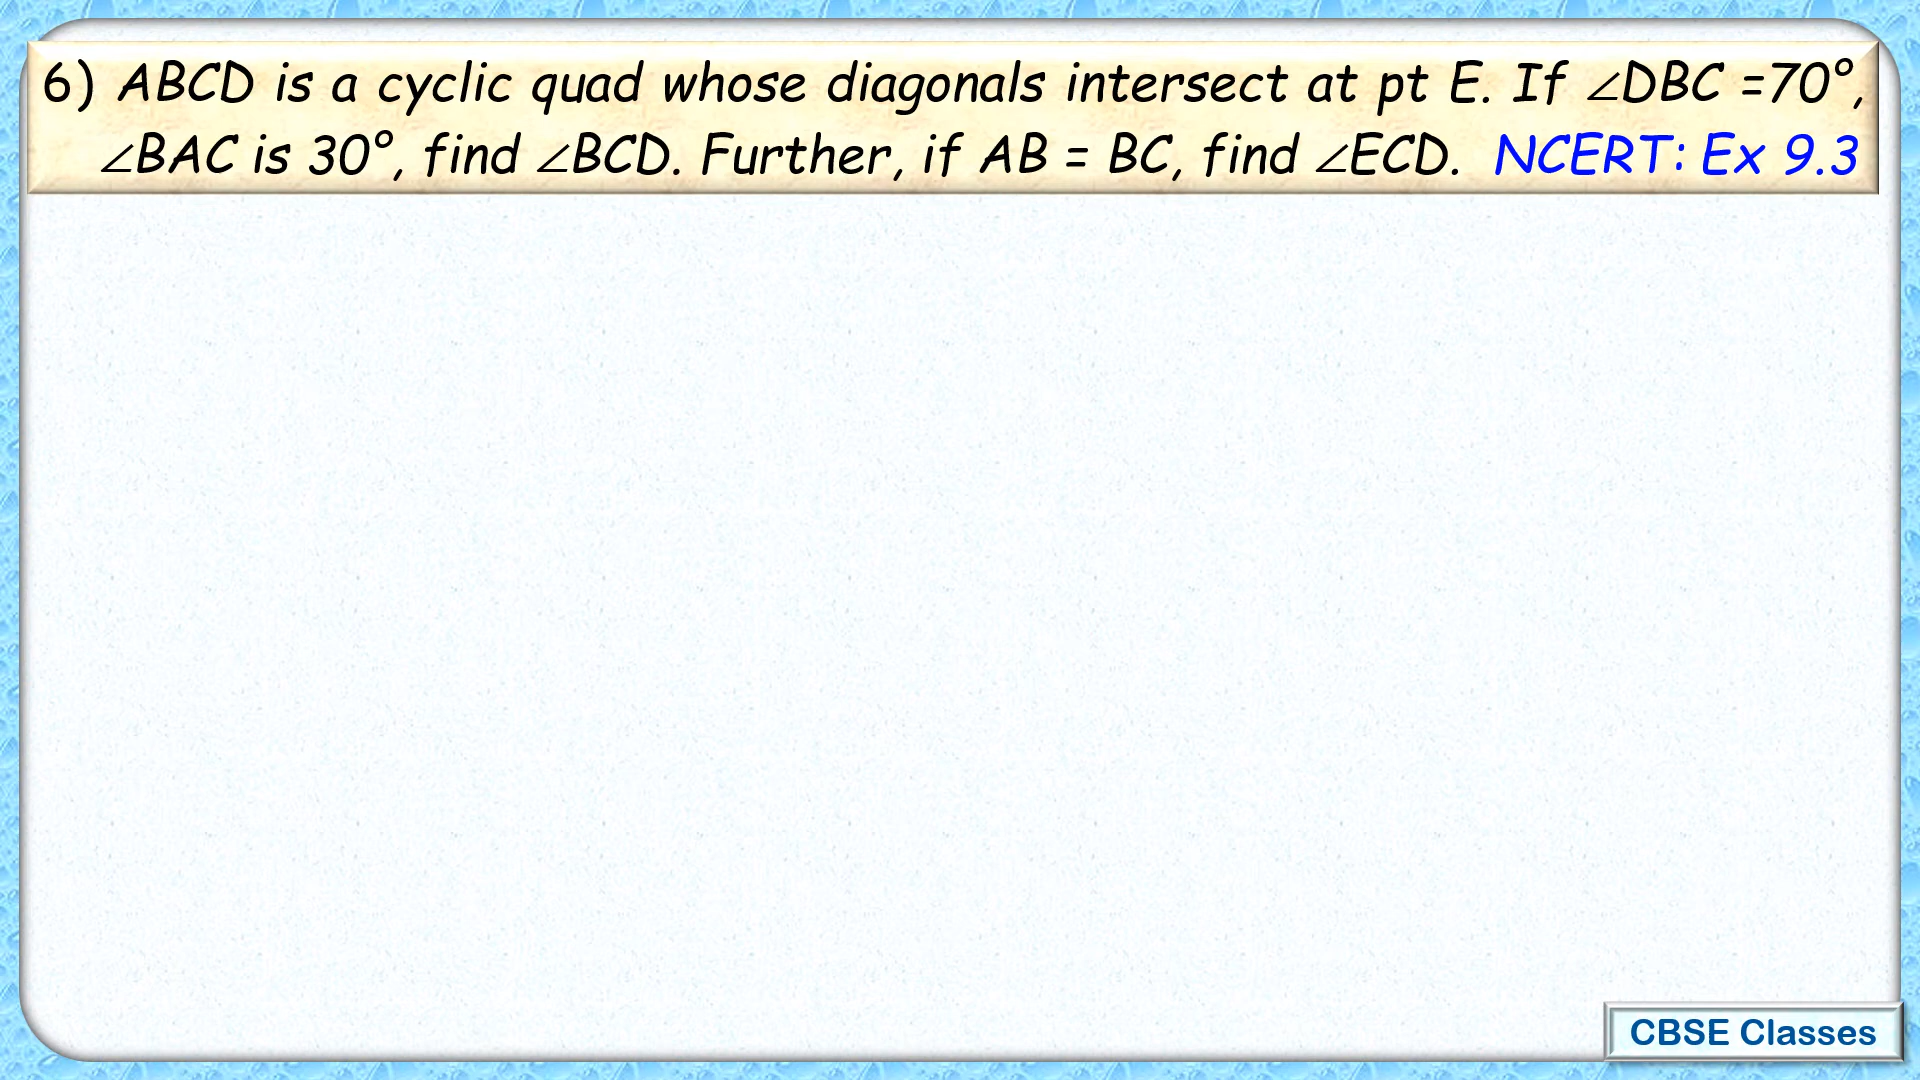 6) ABCD is a cyclic quad whose diagonals intersect at pt E. If ∠DBC =70°,
∠BAC is 30°, find ∠BCD. Further, if AB = BC, find ∠ECD. NCERT: Ex 9.3
CBSE Classes